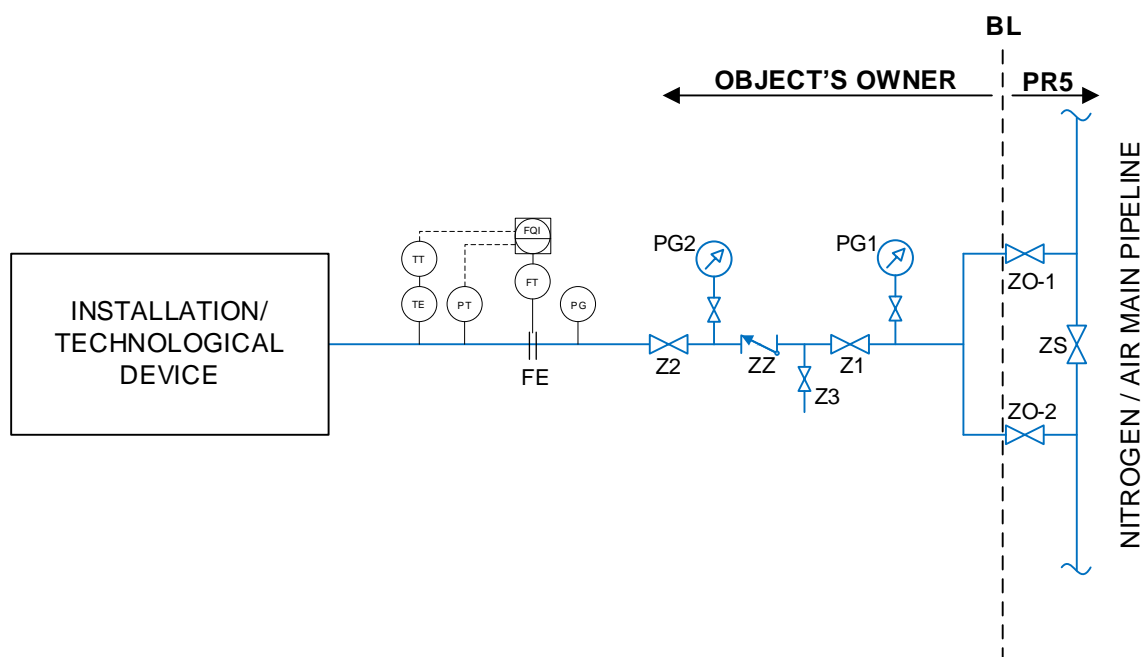 BL
OBJECT'S OWNER
PR5
NITROGEN / AIR MAIN PIPELINE
INSTALLATION/
TECHNOLOGICAL
DEVICE
TT
TE
PT
FQI
FT
FE
PG
PG2
Z2
ZZ
Z3
Z1
PG1
ZO-1
ZS
ZO-2